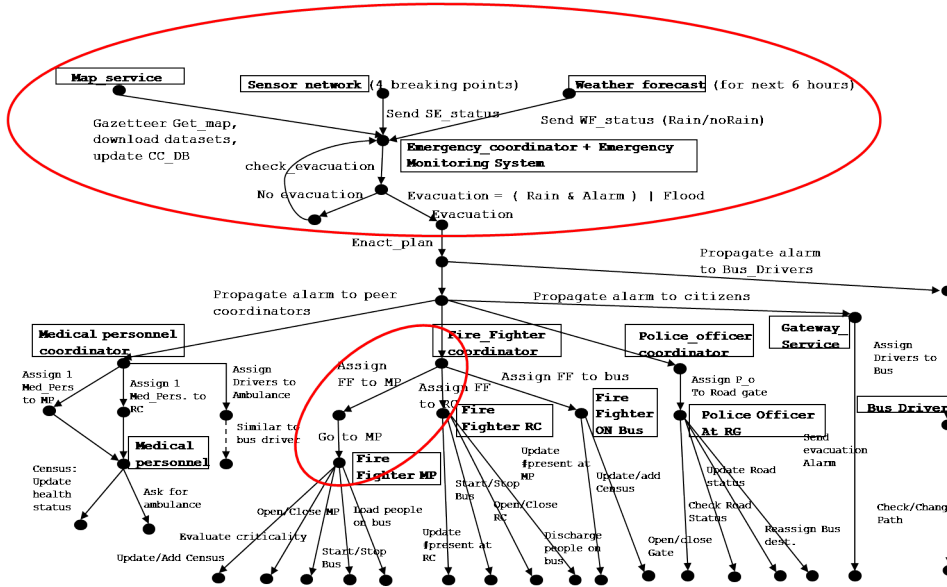 Map_service
Sensor network (4 breaking points)
Weather forecast (for next 6 hours)
Gazetteer Get_map,
download datasets,
update CC_DB
Send SE_status
Send WF_status (Rain/noRain)
Emergency_coordinator + Emergency
Monitoring System
check_evacuation
No evacuation
Evacuation = ( Rain & Alarm ) | Flood
Evacuation
Enact_plan
Propagate alarm
to Bus_Drivers
Propagate alarm to peer
coordinators
Propagate alarm to citizens
Medical personnel
coordinator
Fire_Fighter
coordinator
Police_officer
coordinator
Gateway_
Service
Assign
Drivers to
Bus
Assign 1
Med_Pers
to MP
Assign 1
Med_Pers. to
RC
Assign
Drivers to
Ambulance
Assign
FF to MP
Assign FF
to RC
Assign FF to bus
Assign P_o
To Road gate
Similar to
bus driver
Go to MP
Fire
Fighter RC
Fire
Fighter
ON Bus
Police Officer
At RG
Bus Driver
Medical
personnel
Fire
Fighter MP
Send
evacuation
Alarm
Census:
Update
health
status
Ask for
ambulance
Update
#present at
MP
Start/Stop
Bus
Update/add
Census
Update Road
status
Open/Close MP
Load people
on bus
Open/Close
RC
Check Road
Status
Check/Change
Path
Evaluate criticality
Update/Add Census
Start/Stop
Bus
Update
#present at
RC
Discharge
people on
bus
Open/close
Gate
Reassign Bus
dest.